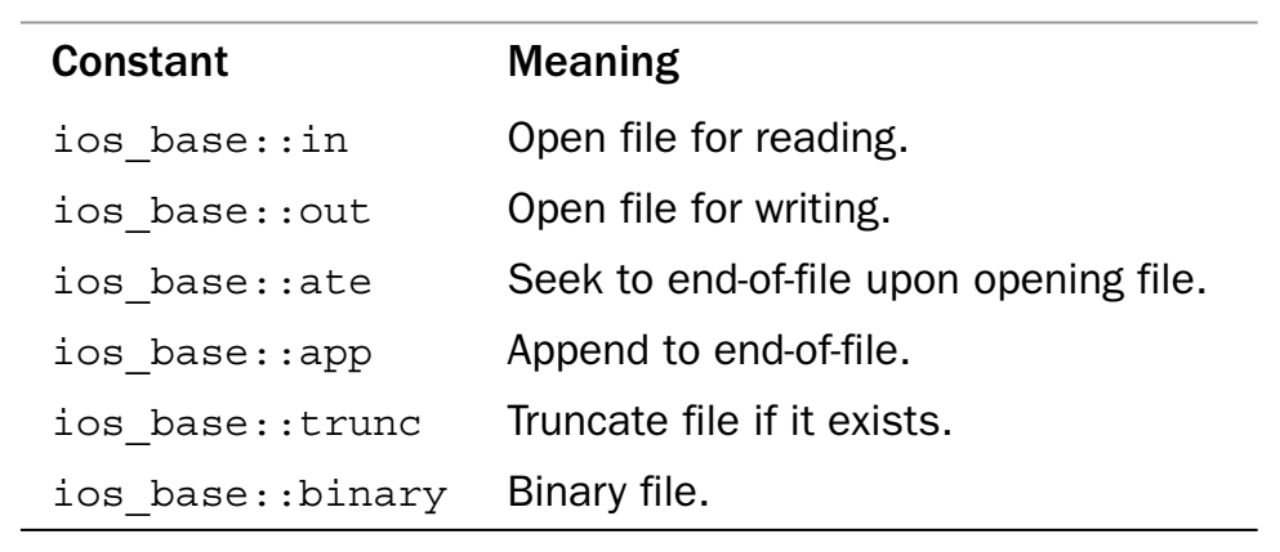 Constant Meaning
ios_base::in Open file for reading.
ios_base::out Open file for writing.
ios_base::ate Seek to end-of-file upon opening file.
ios_base::app Append to end-of-file.
ios_base::trunc Truncate file if it exists.
ios_base::binary Binary file.